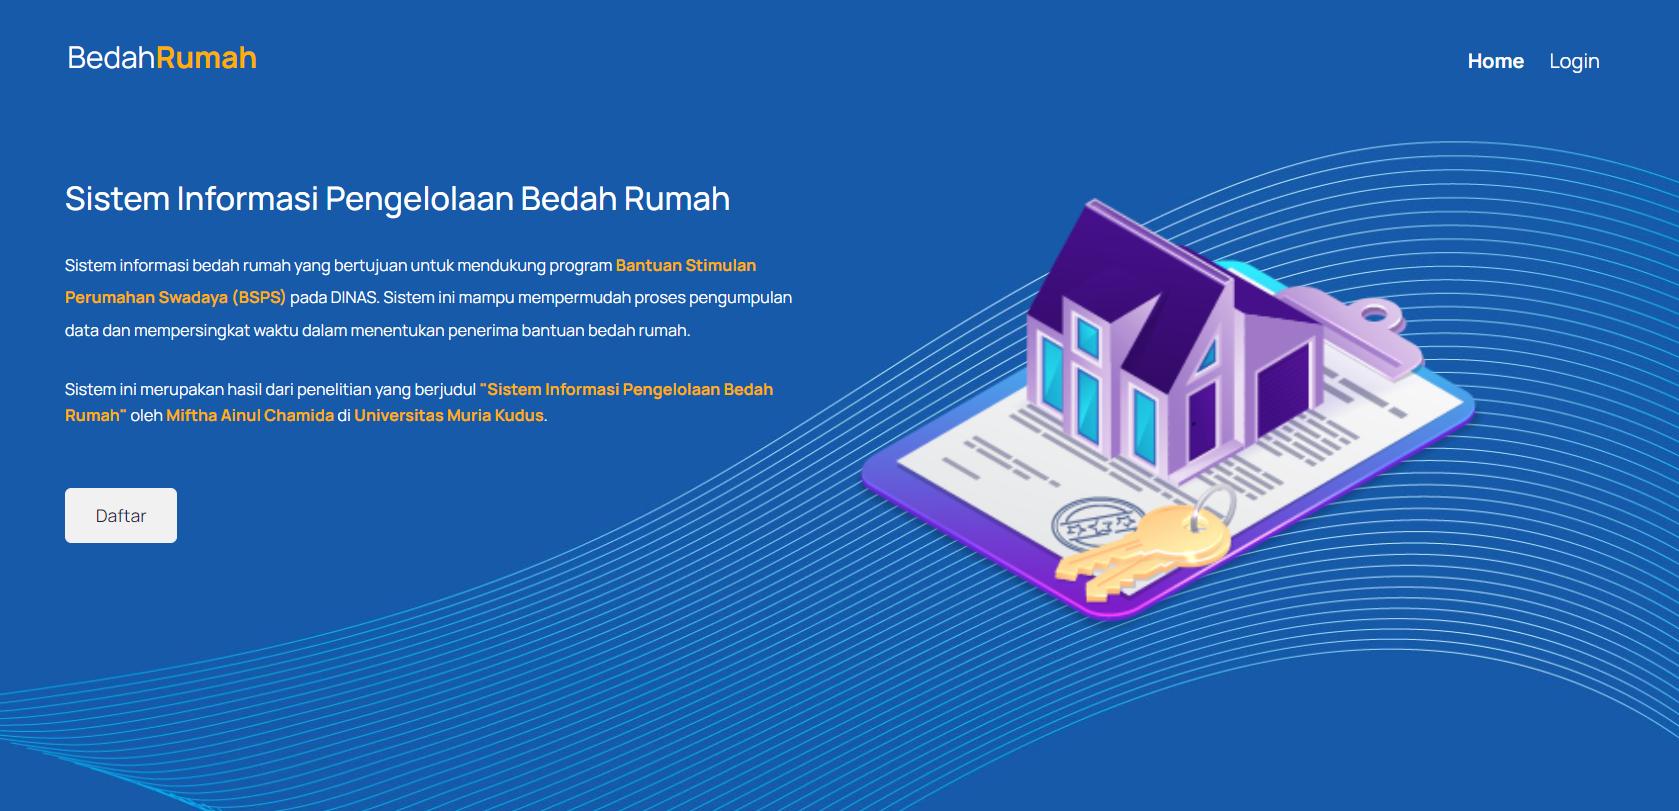 BedahRumah
Home Login
Sistem Informasi Pengelolaan Bedah Rumah
Sistem informasi bedah rumah yang bertujuan untuk mendukung program Bantuan Stimulan
Perumahan Swadaya (BSPS) pada DINAS. Sistem ini mampu mempermudah proses pengumpulan
data dan mempersingkat waktu dalam menentukan penerima bantuan bedah rumah.
Sistem ini merupakan hasil dari penelitian yang berjudul "Sistem Informasi Pengelolaan Bedah
Rumah" oleh Miftha Ainul Chamida di Universitas Muria Kudus.
Daftar